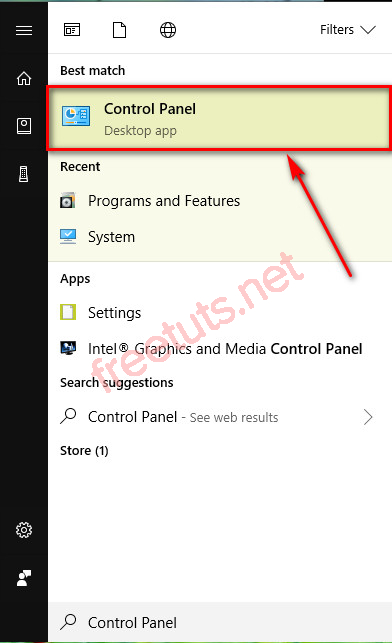 Filters
Best match
Control Panel
Desktop app
Recent
Programs and Features
System
Apps
Settings
Intel® Graphics and Media Control Panel
freetuts.net
Search suggestions
Control Panel - See web results
Store (1)
Control Panel